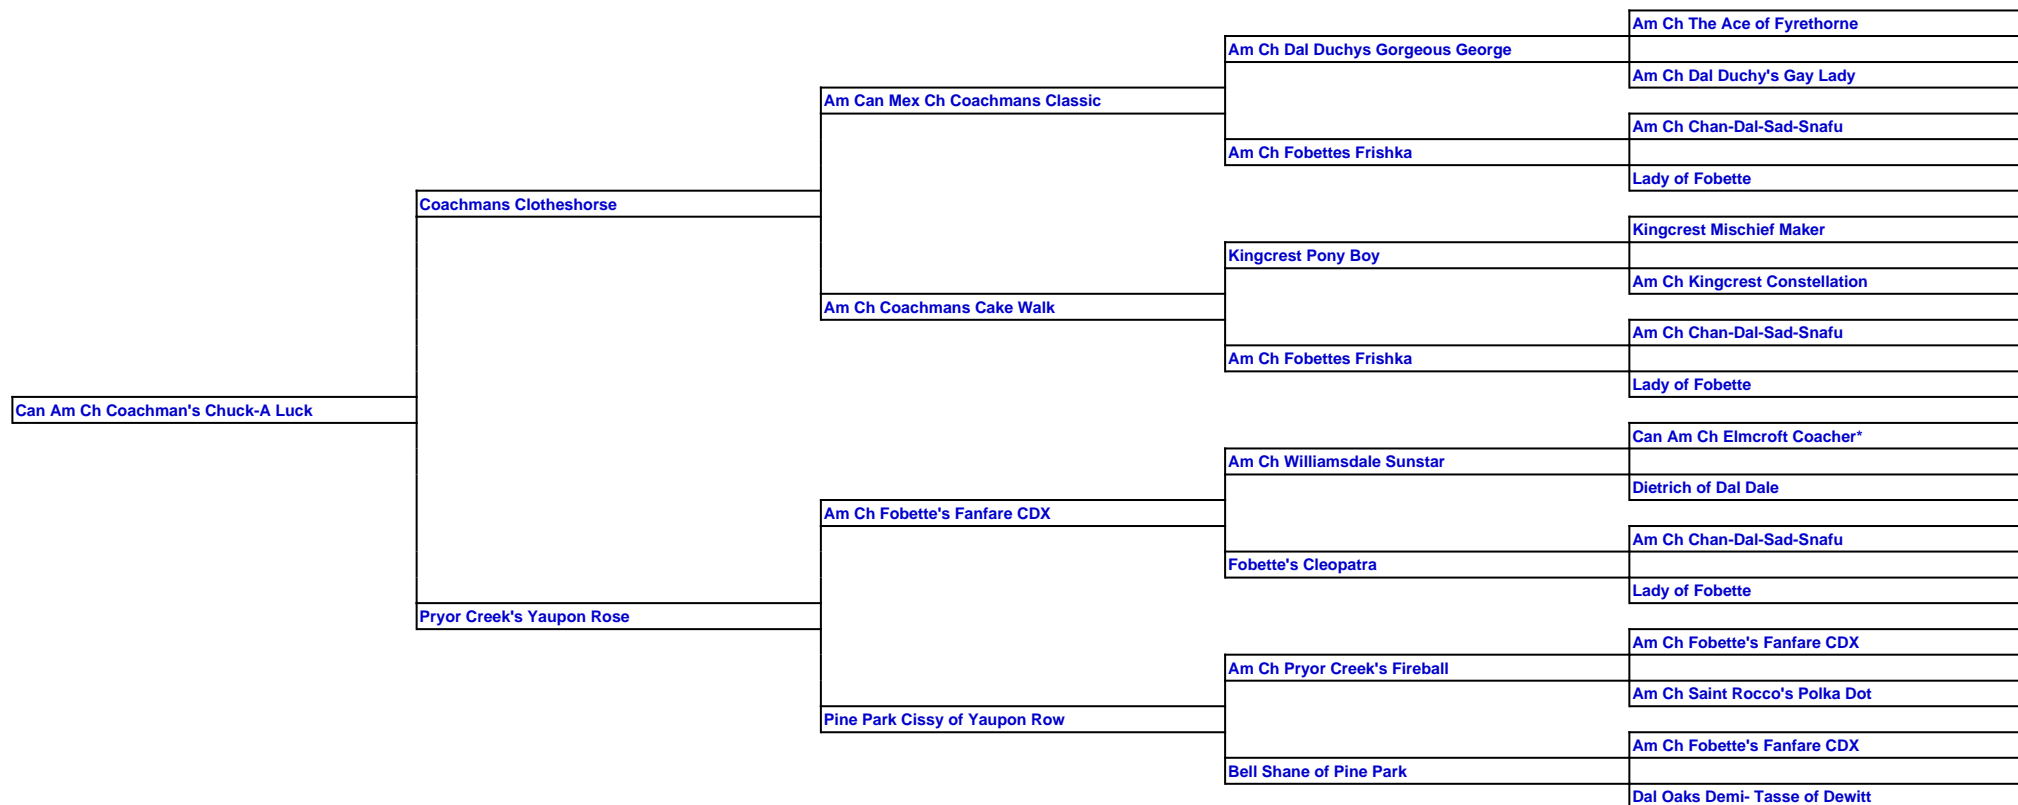 Am Ch The Ace of Fyrethorne
Am Ch Dal Duchys Gorgeous George
Am Ch Dal Duchy's Gay Lady
Am Can Mex Ch Coachmans Classic
Am Ch Chan-Dal-Sad-Snafu
Am Ch Fobettes Frishka
Lady of Fobette
Coachmans Clotheshorse
Kingcrest Mischief Maker
Kingcrest Pony Boy
Am Ch Kingcrest Constellation
Am Ch Coachmans Cake Walk
Am Ch Chan-Dal-Sad-Snafu
Am Ch Fobettes Frishka
Lady of Fobette
Can Am Ch Coachman's Chuck-A Luck
Can Am Ch Elmcroft Coacher*
Am Ch Williamsdale Sunstar
Dietrich of Dal Dale
Am Ch Fobette's Fanfare CDX
Am Ch Chan-Dal-Sad-Snafu
Fobette's Cleopatra
Lady of Fobette
Pryor Creek's Yaupon Rose
Am Ch Fobette's Fanfare CDX
Am Ch Pryor Creek's Fireball
Am Ch Saint Rocco's Polka Dot
Pine Park Cissy of Yaupon Row
Am Ch Fobette's Fanfare CDX
Bell Shane of Pine Park
Dal Oaks Demi- Tasse of Dewitt